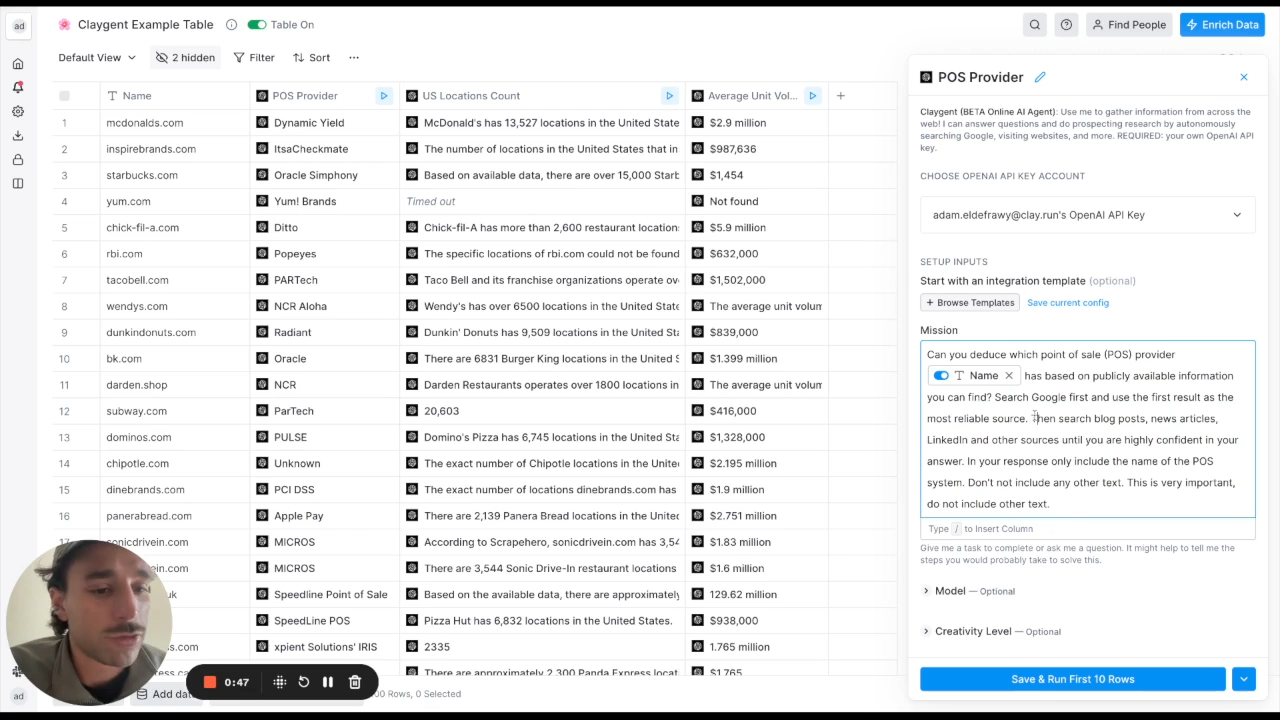 ad
Claygent Example Table
Table On
Find People
Enrich Data
Default View
2 hidden
Filter
Sort
Name
POS Provider
US Locations Count
Average Unit Vol...
1 mcdonalds.com Dynamic Yield McDonald's has 13,527 locations in the United State $2.9 million
2 inspirebrands.com ItsaCheckmate The number of locations in the United States that in $987,636
3 starbucks.com Oracle Simphony Based on available data, there are over 15,000 Starb $1,454
4 yum.com Yum! Brands Timed out Not found
5 chick-fil-a.com Ditto Chick-fil-A has more than 2,600 restaurant location $5.9 million
6 rbi.com Popeyes The specific locations of rbi.com could not be found $632,000
7 tacobell.com PARTech Taco Bell and its franchise organizations operate ov $1,502,000
8 wendys.com NCR Aloha Wendy's has over 6500 locations in the United Stat The average unit volum
9 dunkindonuts.com Radiant Dunkin' Donuts has 9,509 locations in the United St $839,000
10 bk.com Oracle There are 6831 Burger King locations in the United S $1.399 million
11 darden.shop NCR Darden Restaurants operates over 1800 locations in The average unit volum
12 subway.com ParTech 20,603 $416,000
13 dominos.com PULSE Domino's Pizza has 6,745 locations in the United St $1,328,000
14 chipotle.com Unknown The exact number of Chipotle locations in the Unite $2.195 million
15 dinebrands.com PCI DSS The exact number of locations dinebrands.com has $1.9 million
16 panerabread.com Apple Pay There are 2,139 Panera Bread locations in the United $2.751 million
17 sonicdrivein.com MICROS According to Scrapehero, sonicdrivein.com has 3,54 $1.83 million
MICROS There are 3,544 Sonic Drive-In restaurant locations $1.6 million
Speedline Point of Sale Based on the available data, there are approximately 129.62 million
SpeedLine POS Pizza Hut has 6,832 locations in the United States. $938,000
xpient Solutions' IRIS 2335 1.765 million
There are approximately 2,300 Panda Express locat $1.765
ad
0:47
0 Rows, 0 Selected
POS Provider
Claygent (BETA Online AI Agent): Use me to gather information from across the
web! I can answer questions and do prospecting research by autonomously
searching Google, visiting websites, and more. REQUIRED: your own OpenAI API
key.
CHOOSE OPENAI API KEY ACCOUNT
adam.eldefrawy@clay.run's OpenAI API Key
SETUP INPUTS
Start with an integration template (optional)
+ Browse Templates Save current config
Mission
Can you deduce which point of sale (POS) provider
Name has based on publicly available information
you can find? Search Google first and use the first result as the
most reliable source. Then search blog posts, news articles,
LinkedIn and other sources until you are highly confident in your
answer. In your response only include the name of the POS
system. Don't not include any other text. This is very important,
do not include other text.
Type / to Insert Column
Give me a task to complete or ask me a question. It might help to tell me the
steps you would probably take to solve this.
Model — Optional
Creativity Level — Optional
Save & Run First 10 Rows